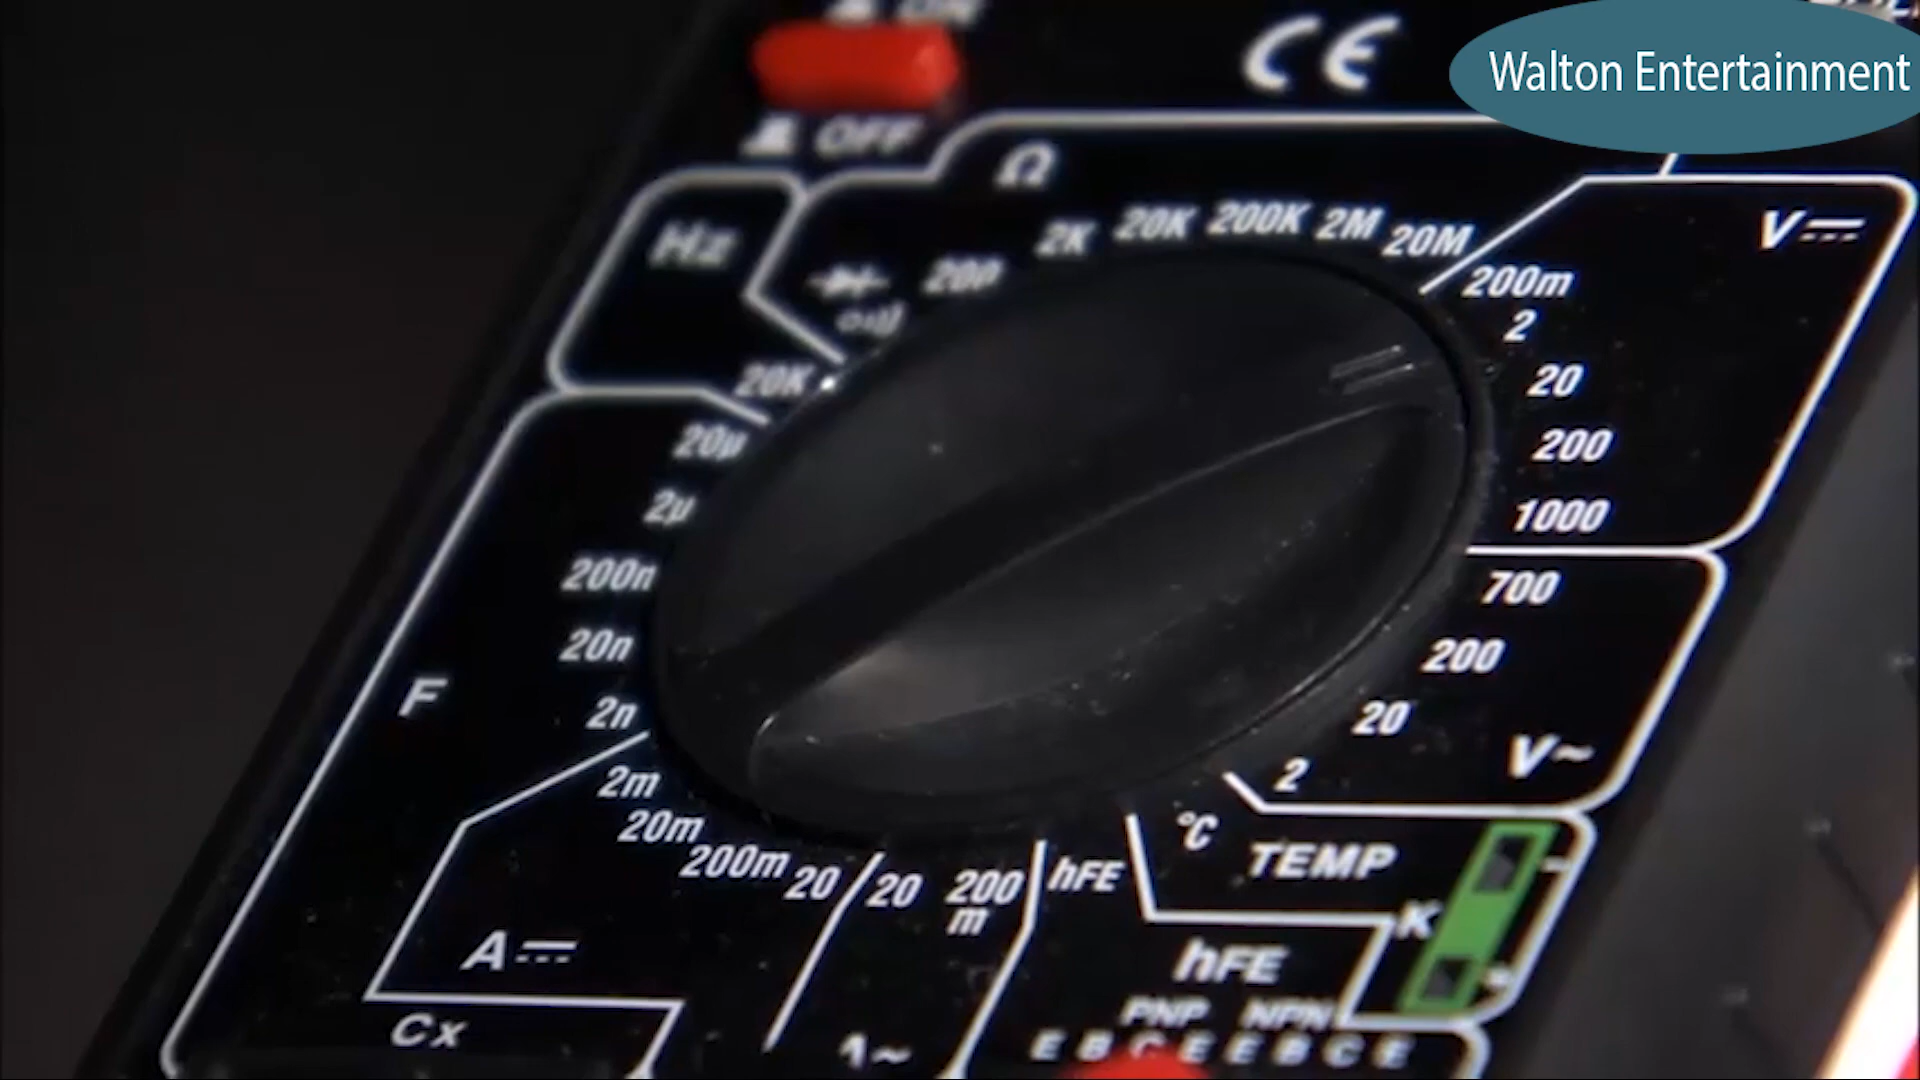 ON
CE
Walton Entertainment
OFF
Ω
Hz
200
2K
20K
200K
2M
20M
V
200m
2
20
200
1000
20K
20µ
2µ
200n
20n
2n
F
700
200
20
2
V~
2m
20m
200m
20
20
200
m
hFE
°C
TEMP
-
K
A
hFE
Cx
PNP NPN
E B C E E B C E